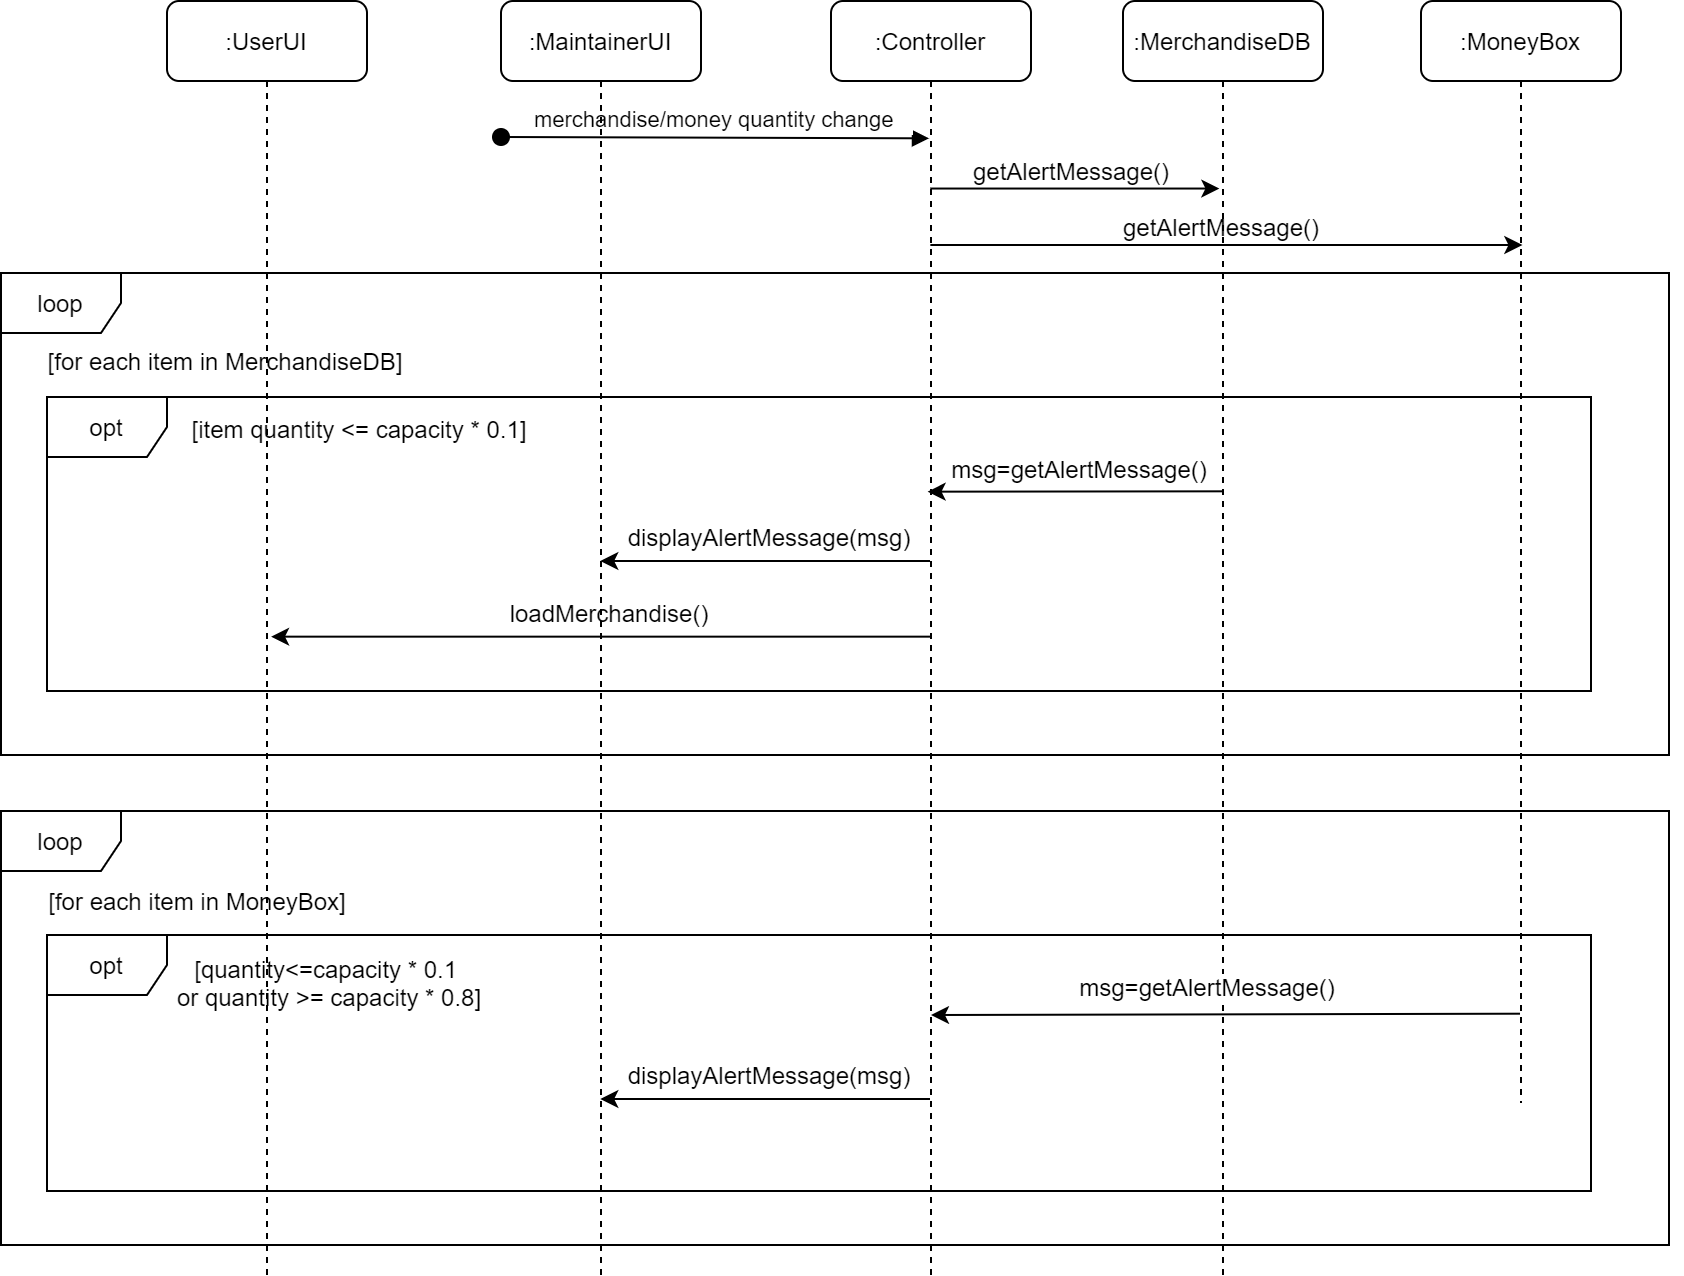 :UserUI
:MaintainerUI
:Controller
:MerchandiseDB
:MoneyBox
merchandise/money quantity change
getAlertMessage()
getAlertMessage()
loop
[for each item in MerchandiseDB]
opt
[item quantity <= capacity * 0.1]
msg=getAlertMessage()
displayAlertMessage(msg)
loadMerchandise()
loop
[for each item in MoneyBox]
opt
[quantity<=capacity * 0.1
or quantity >= capacity * 0.8]
msg=getAlertMessage()
displayAlertMessage(msg)